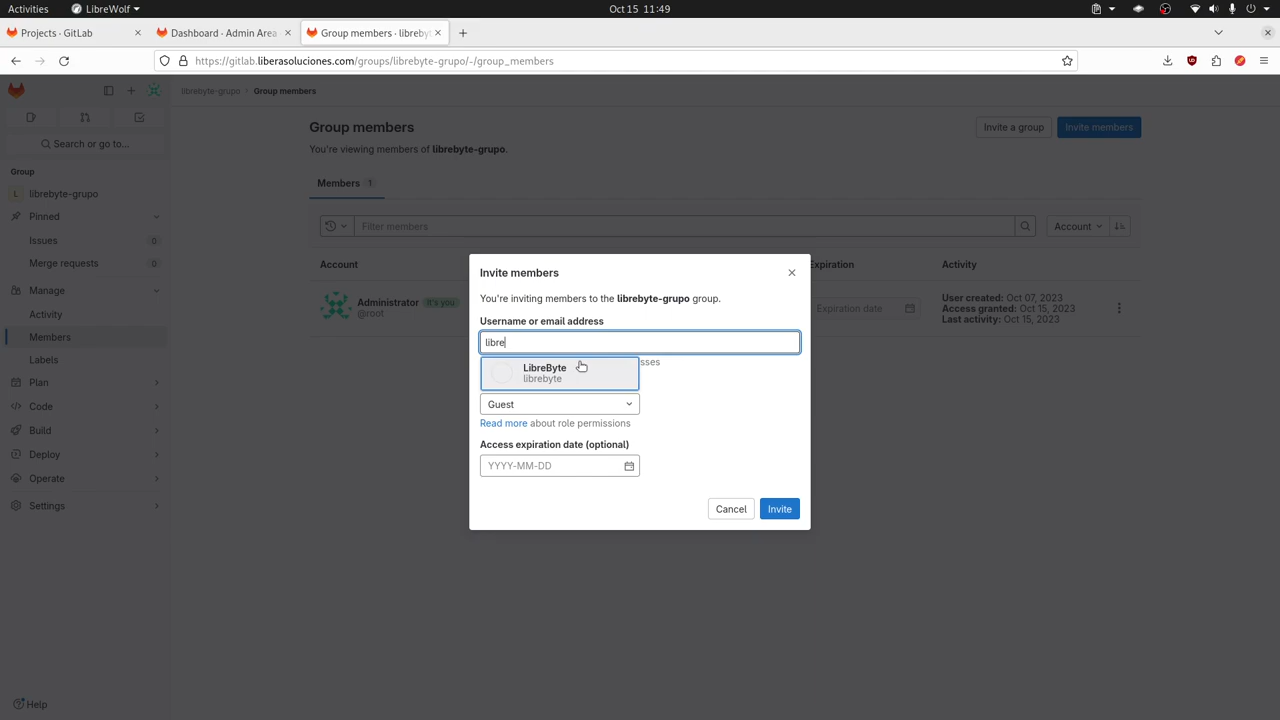 Activities
LibreWolf
Oct 15 11:49
Projects · GitLab
Dashboard · Admin Area
Group members · librebyt
https://gitlab.liberasoluciones.com/groups/librebyte-grupo/-/group_members
librebyte-grupo
Group members
Search or go to...
Group members
Invite a group
Invite members
You're viewing members of librebyte-grupo.
Group
L
librebyte-grupo
Members 1
Pinned
Filter members
Account
Issues 0
Merge requests 0
Account
Expiration
Activity
Manage
Administrator
It's you
@root
Expiration date
User created: Oct 07, 2023
Access granted: Oct 15, 2023
Last activity: Oct 15, 2023
Activity
Members
Labels
Plan
Code
Build
Deploy
Operate
Settings
Invite members
You're inviting members to the librebyte-grupo group.
Username or email address
libre
sses
LibreByte
librebyte
Guest
Read more about role permissions
Access expiration date (optional)
YYYY-MM-DD
Cancel
Invite
Help